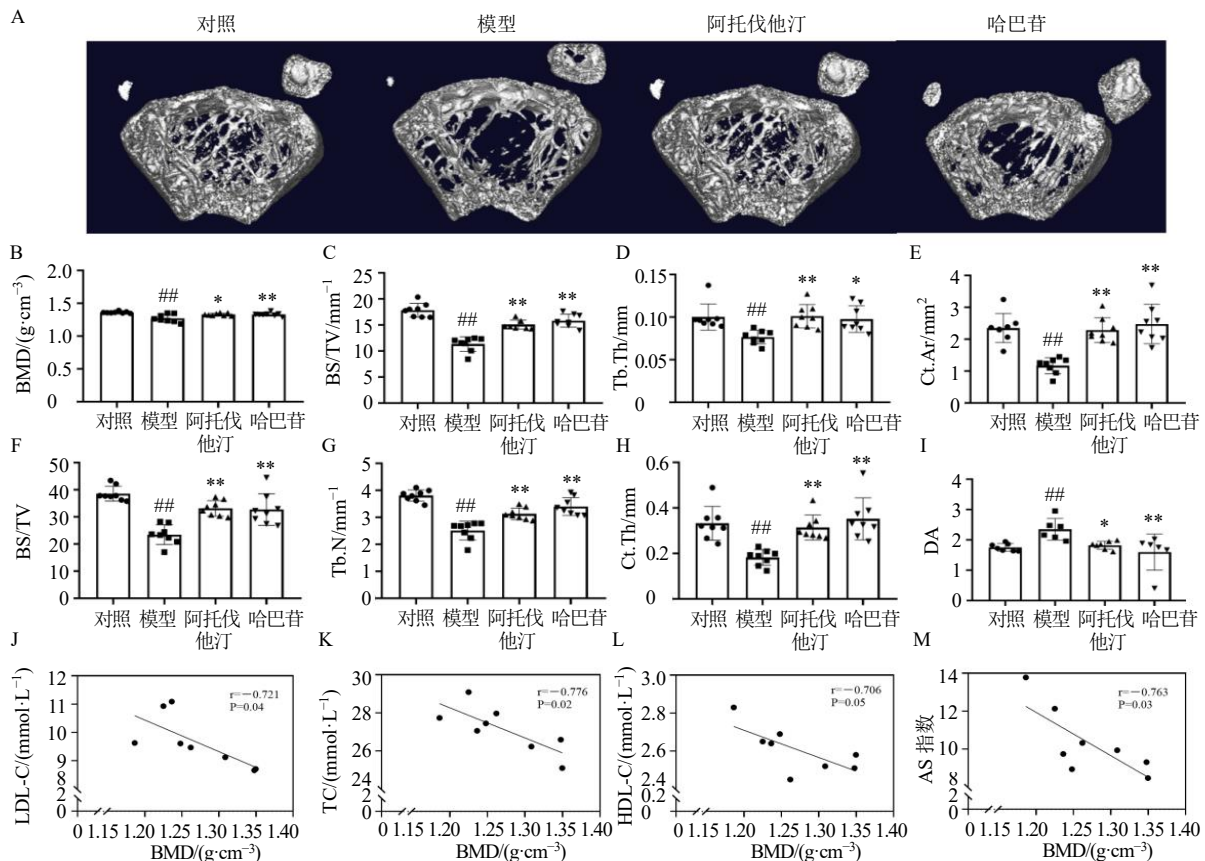 A
对照
模型
阿托伐他汀
哈巴苷
B
BMD/(g·cm⁻³)
2.0
1.5
1.0
0.5
0
##
*
**
对照
模型
阿托伐
他汀
哈巴苷
C
BS/TV/mm⁻¹
25
20
15
10
5
0
##
**
**
对照
模型
阿托伐
他汀
哈巴苷
D
Tb.Th/mm
0.15
0.10
0.05
0
##
**
*
对照
模型
阿托伐
他汀
哈巴苷
E
Ct.Ar/mm²
4
3
2
1
0
##
**
**
对照
模型
阿托伐
他汀
哈巴苷
F
BS/TV
50
40
30
20
10
0
##
**
**
对照
模型
阿托伐
他汀
哈巴苷
G
Tb.N/mm⁻¹
5
4
3
2
1
0
##
**
**
对照
模型
阿托伐
他汀
哈巴苷
H
Ct.Th/mm
0.6
0.4
0.2
0
##
**
**
对照
模型
阿托伐
他汀
哈巴苷
I
DA
4
3
2
1
0
##
*
**
对照
模型
阿托伐
他汀
哈巴苷
J
LDL-C/(mmol·L⁻¹)
12
11
10
9
8
2
0
r=−0.721
P=0.04
0 1.15 1.20 1.25 1.30 1.35 1.40
BMD/(g·cm⁻³)
K
TC/(mmol·L⁻¹)
30
28
26
24
2
0
r=−0.776
P=0.02
0 1.15 1.20 1.25 1.30 1.35 1.40
BMD/(g·cm⁻³)
L
HDL-C/(mmol·L⁻¹)
3.0
2.8
2.6
2.4
0.2
0
r=−0.706
P=0.05
0 1.15 1.20 1.25 1.30 1.35 1.40
BMD/(g·cm⁻³)
M
AS 指数
14
12
10
8
2
0
r=−0.763
P=0.03
0 1.15 1.20 1.25 1.30 1.35 1.40
BMD/(g·cm⁻³)